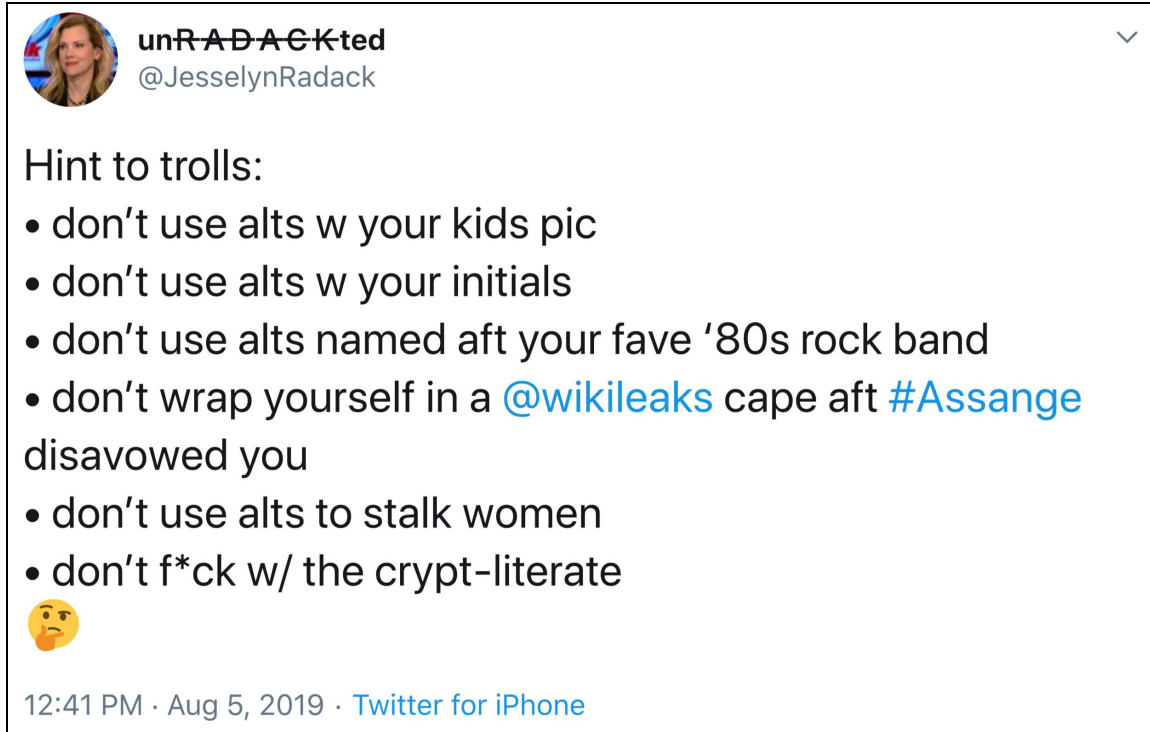 unRADACKted
@JesselynRadack
Hint to trolls:
• don’t use alts w your kids pic
• don’t use alts w your initials
• don’t use alts named aft your fave ‘80s rock band
• don’t wrap yourself in a @wikileaks cape aft #Assange
disavowed you
• don’t use alts to stalk women
• don’t f*ck w/ the crypt-literate
🤔
12:41 PM · Aug 5, 2019 · Twitter for iPhone